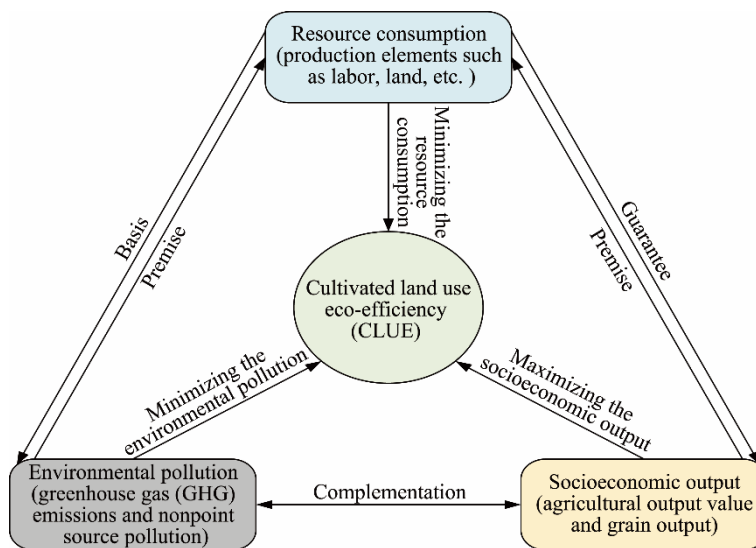 Resource consumption
(production elements such
as labor, land, etc. )
Minimizing the
resource
consumption
Basis
Premise
Guarantee
Premise
Cultivated land use
eco-efficiency
(CLUE)
Minimizing the
environmental pollution
Maximizing the
socioeconomic output
Environmental pollution
(greenhouse gas (GHG)
emissions and nonpoint
source pollution)
Complementation
Socioeconomic output
(agricultural output value
and grain output)